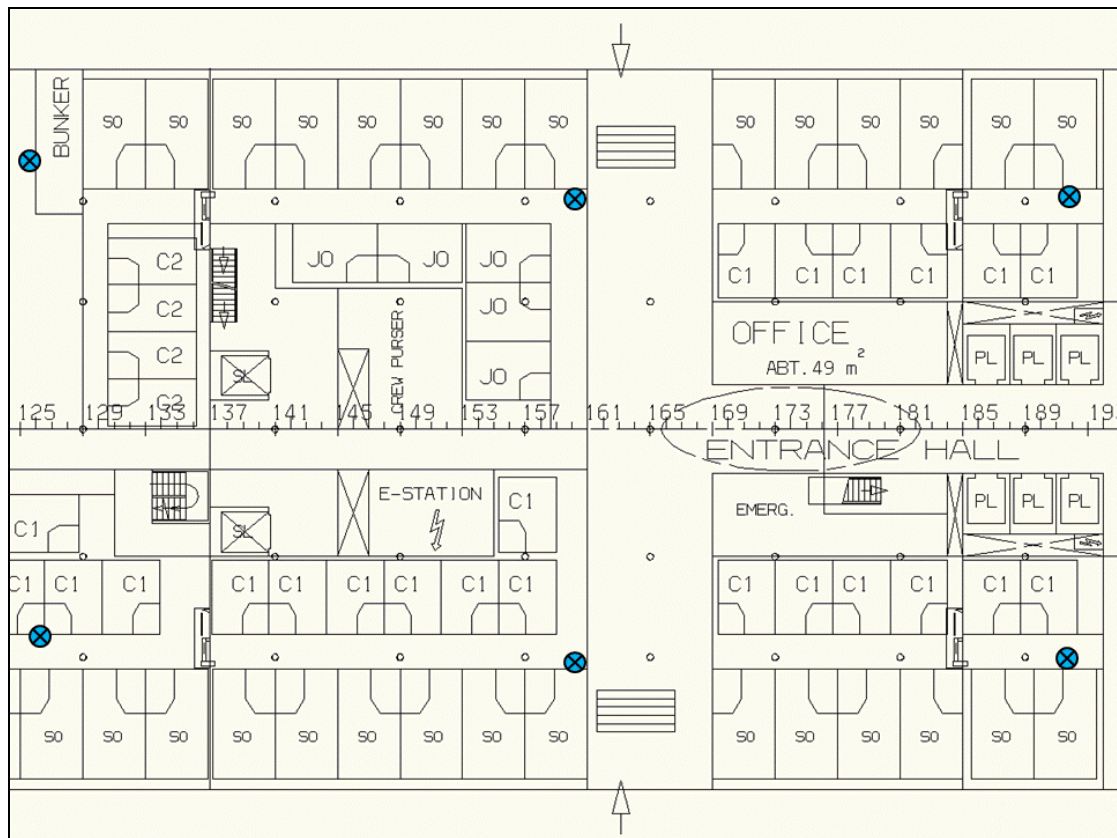 BUNKER
SO SO SO SO SO SO SO SO SO SO SO SO SO SO
C2 JO JO JO C1 C1 C1 C1 C1 C1
C2 JO
CREW PURSER
OFFICE
ABT. 49 m²
PL PL PL
C2 SL JO
C2
125 129 133 137 141 145 149 153 157 161 165 169 173 177 181 185 189
ENTRANCE HALL
E-STATION
C1 SL C1
EMERG.
PL PL PL
C1 C1 C1 C1 C1 C1 C1 C1 C1 C1 C1 C1 C1 C1 C1
SO SO SO SO SO SO SO SO SO SO SO SO SO SO SO